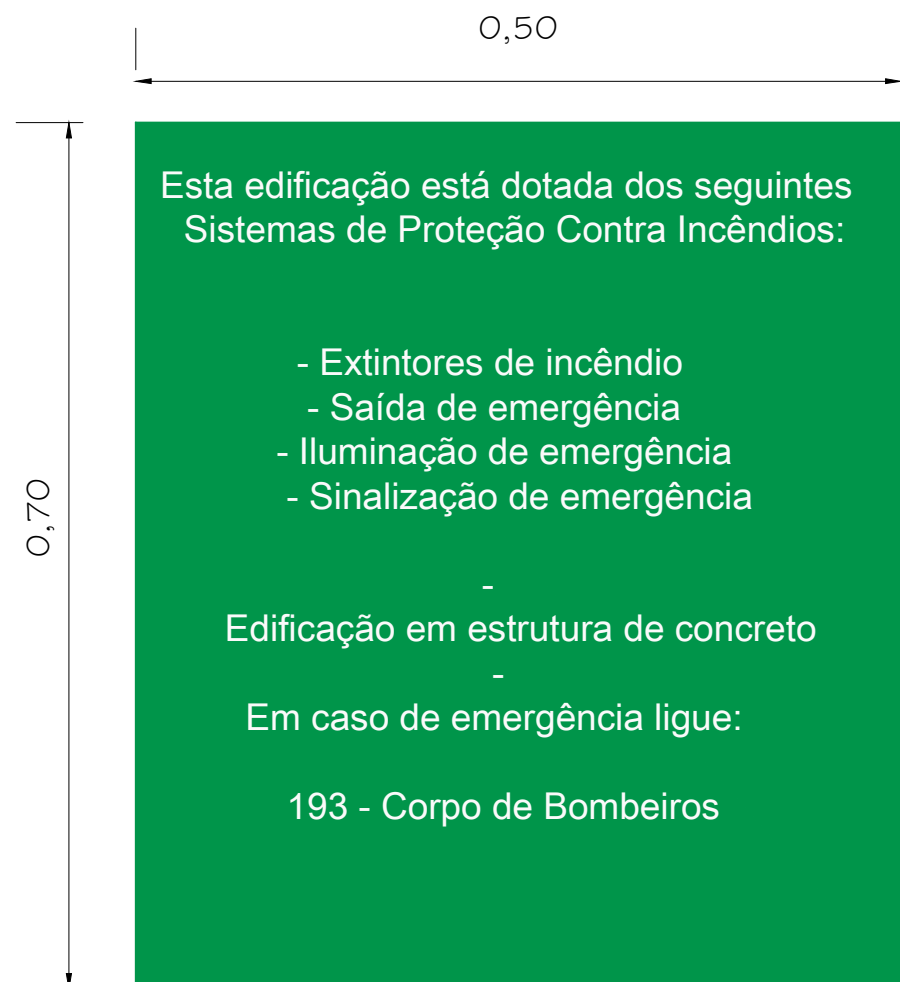 0,50
Esta edificação está dotada dos seguintes
Sistemas de Proteção Contra Incêndios:
- Extintores de incêndio
- Saída de emergência
- Iluminação de emergência
- Sinalização de emergência
0,70
-
Edificação em estrutura de concreto
-
Em caso de emergência ligue:
193 - Corpo de Bombeiros